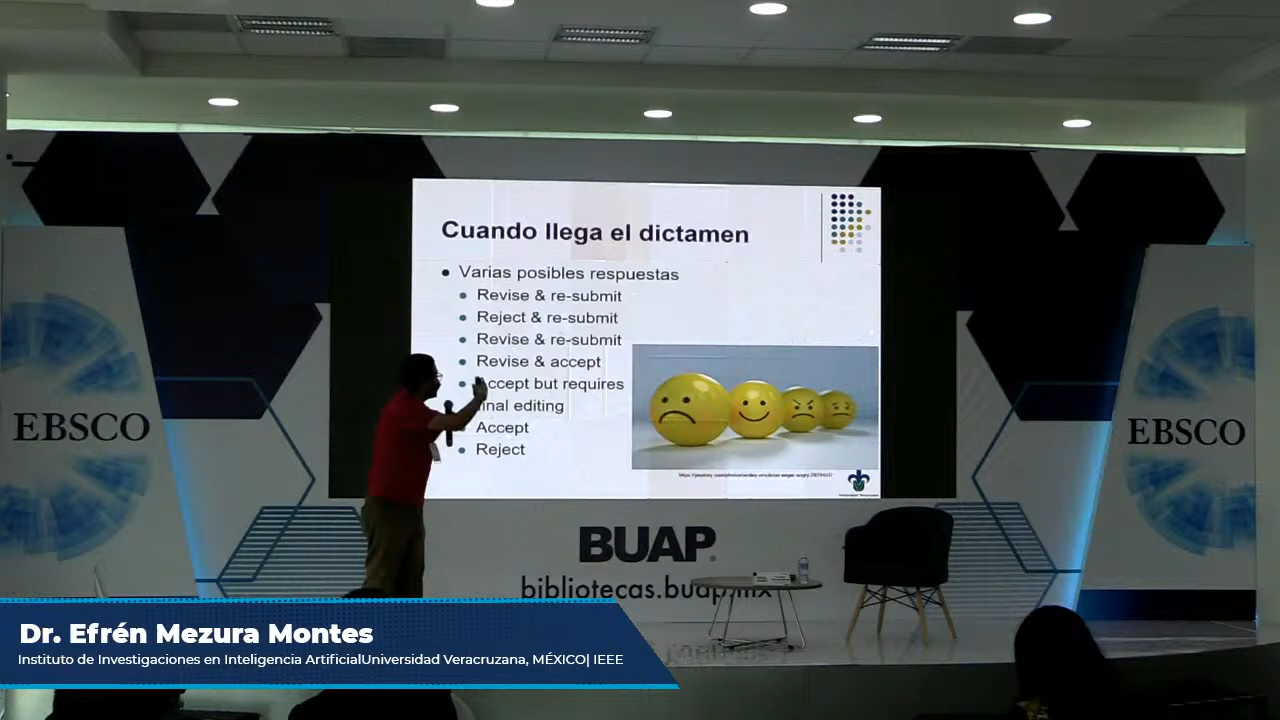 Cuando llega el dictamen
Varias posibles respuestas
Revise & re-submit
Reject & re-submit
Revise & re-submit
Revise & accept
ccept but requires
inal editing
Accept
Reject
EBSCO
EBSCO
BUAP
bibliotecas.buap.mx
Dr. Efrén Mezura Montes
Instituto de Investigaciones en Inteligencia ArtificialUniversidad Veracruzana, MÉXICO| IEEE